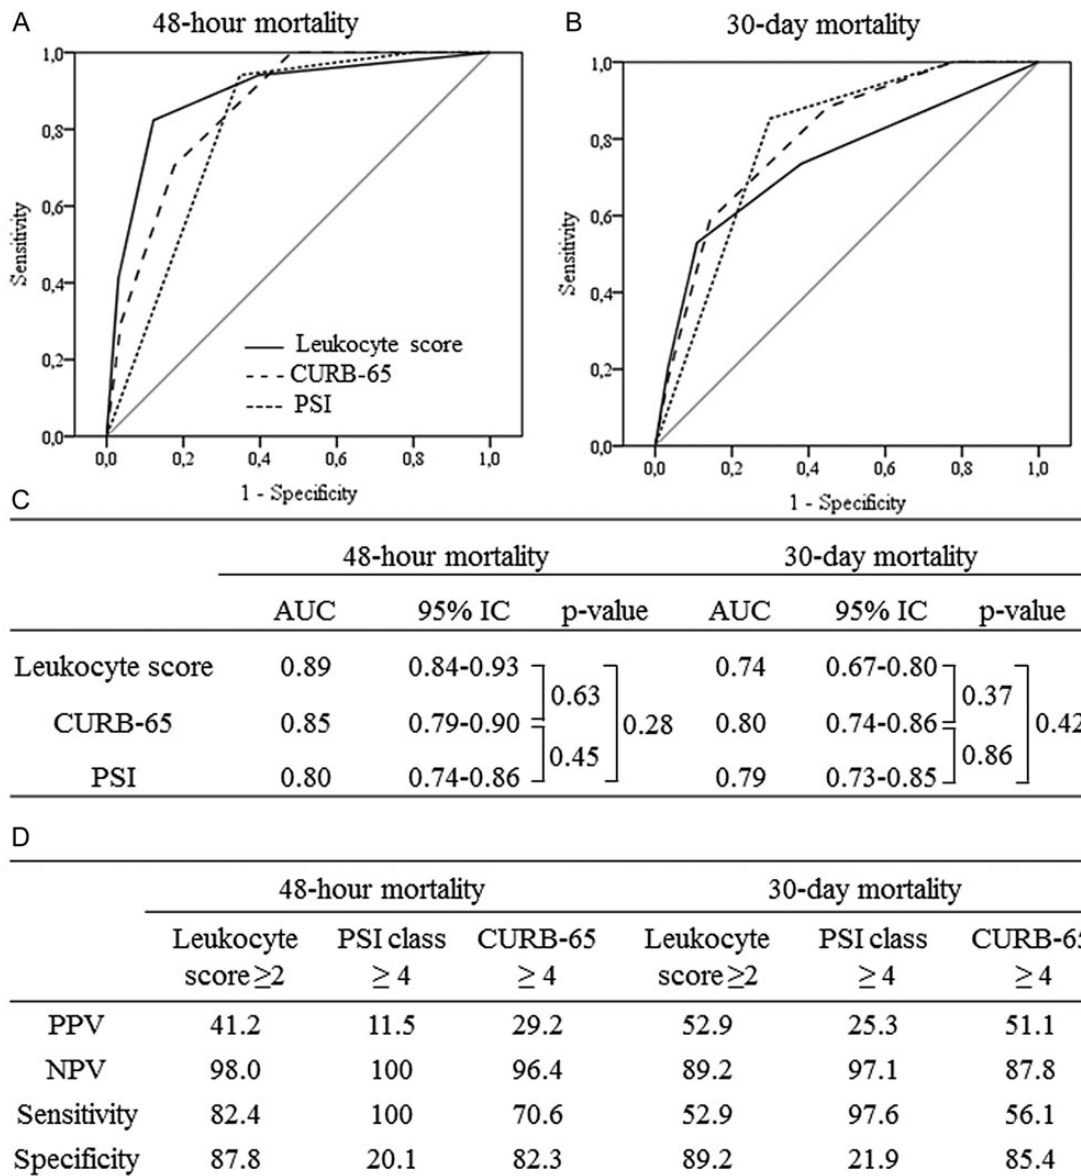 A 48-hour mortality
B 30-day mortality
1,0
0,8
0,6
0,4
0,2
0,0
Sensitivity
0,0 0,2 0,4 0,6 0,8 1,0
1 - Specificity
Leukocyte score
CURB-65
PSI
1,0
0,8
0,6
0,4
0,2
0,0
Sensitivity
0,0 0,2 0,4 0,6 0,8 1,0
1 - Specificity
C
48-hour mortality 30-day mortality
AUC 95% IC p-value AUC 95% IC p-value
Leukocyte score 0.89 0.84-0.93 0.74 0.67-0.80
0.63 0.37
CURB-65 0.85 0.79-0.90 0.28 0.80 0.74-0.86 0.42
0.45 0.86
PSI 0.80 0.74-0.86 0.79 0.73-0.85
D
48-hour mortality 30-day mortality
Leukocyte PSI class CURB-65 Leukocyte PSI class CURB-65
score ≥2 ≥ 4 ≥ 4 score ≥2 ≥ 4 ≥ 4
PPV 41.2 11.5 29.2 52.9 25.3 51.1
NPV 98.0 100 96.4 89.2 97.1 87.8
Sensitivity 82.4 100 70.6 52.9 97.6 56.1
Specificity 87.8 20.1 82.3 89.2 21.9 85.4